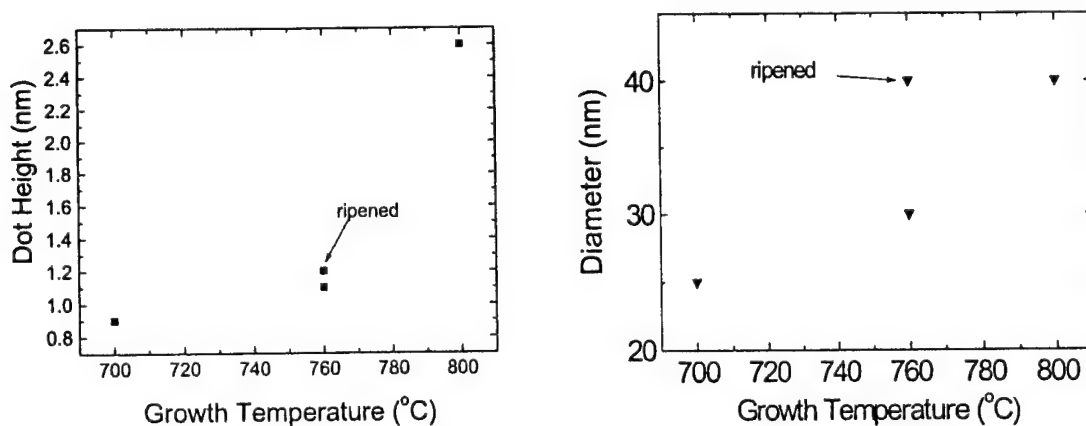 2.6
2.4
2.2
2.0
1.8
1.6
1.4
1.2
1.0
0.8
Dot Height (nm)
ripened
700 720 740 760 780 800
Growth Temperature (°C)
40
30
20
Diameter (nm)
ripened
700 720 740 760 780 800
Growth Temperature (°C)